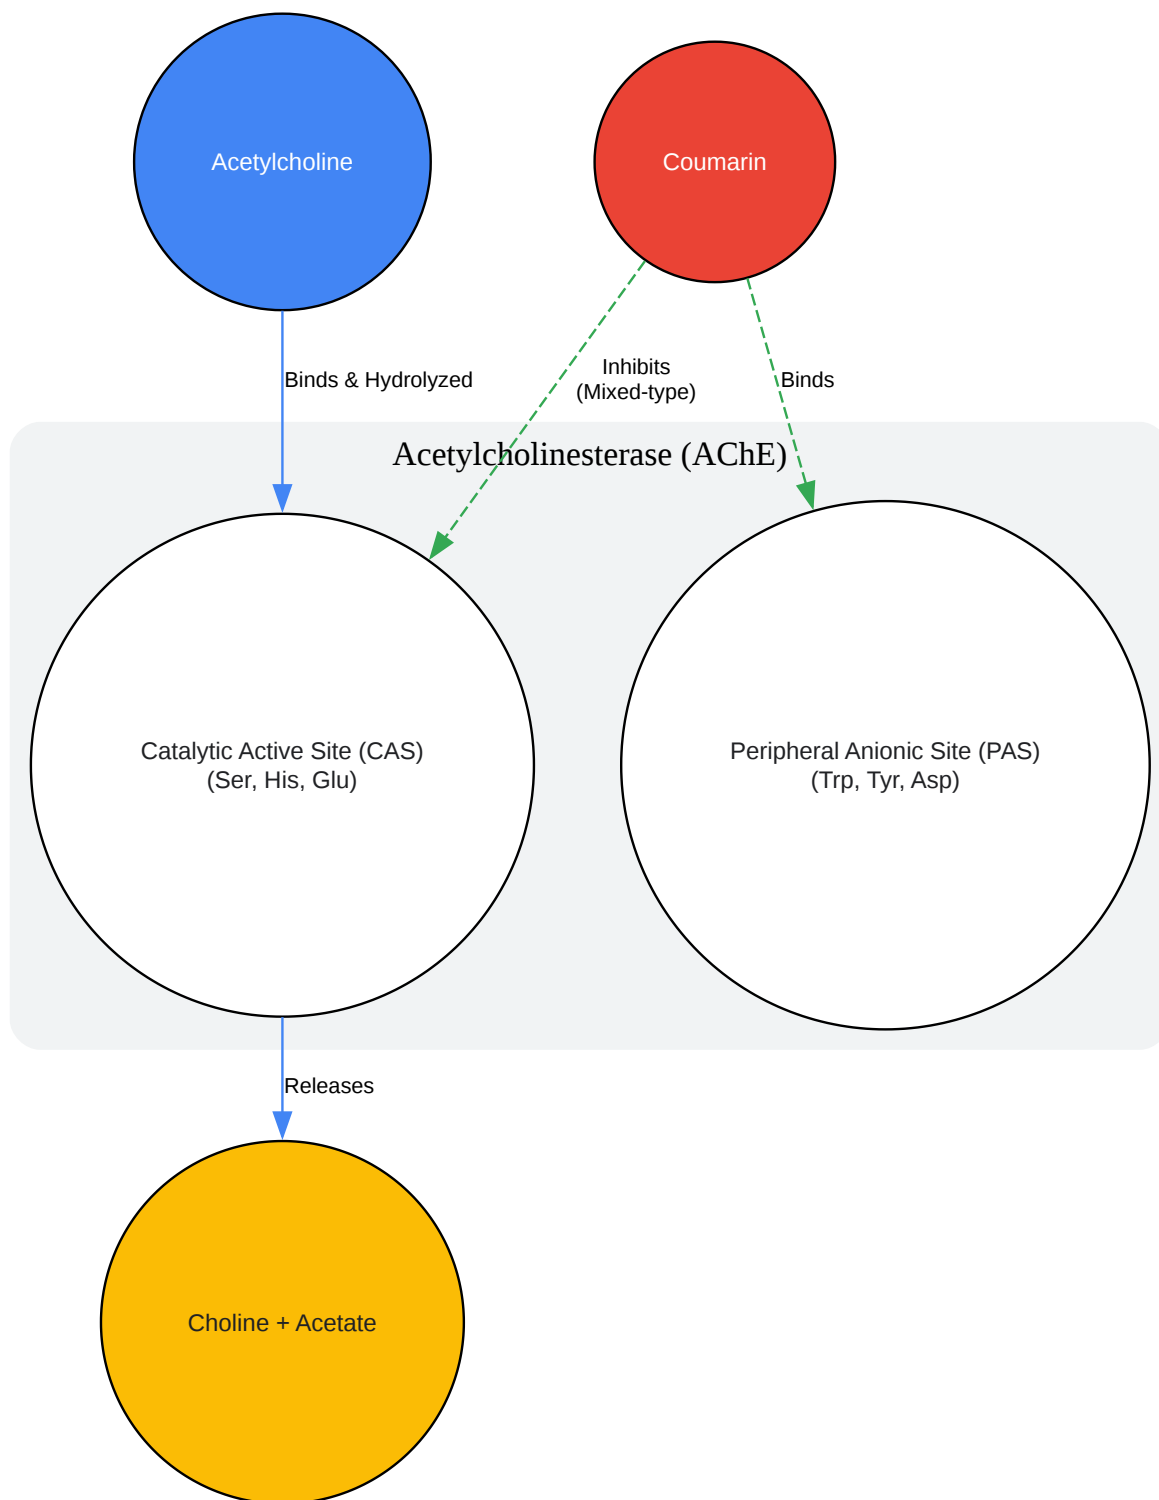 Acetylcholine
Coumarin
Binds & Hydrolyzed
Inhibits
(Mixed-type)
Binds
Acetylcholinesterase (AChE)
Catalytic Active Site (CAS)
(Ser, His, Glu)
Peripheral Anionic Site (PAS)
(Trp, Tyr, Asp)
Releases
Choline + Acetate